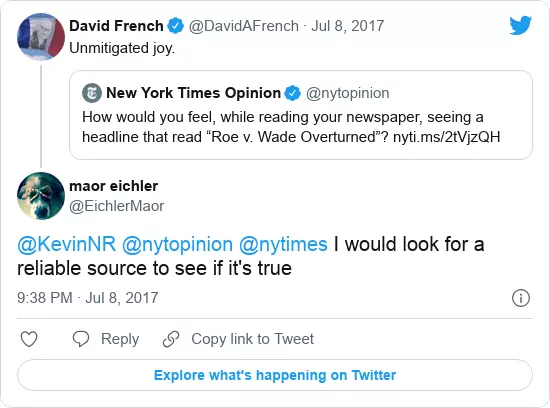 David French @DavidAFrench · Jul 8, 2017
Unmitigated joy.
New York Times Opinion @nytopinion
How would you feel, while reading your newspaper, seeing a
headline that read “Roe v. Wade Overturned”? nyti.ms/2tVjzQH
maor eichler
@EichlerMaor
@KevinNR @nytopinion @nytimes I would look for a
reliable source to see if it's true
9:38 PM · Jul 8, 2017
Reply Copy link to Tweet
Explore what's happening on Twitter